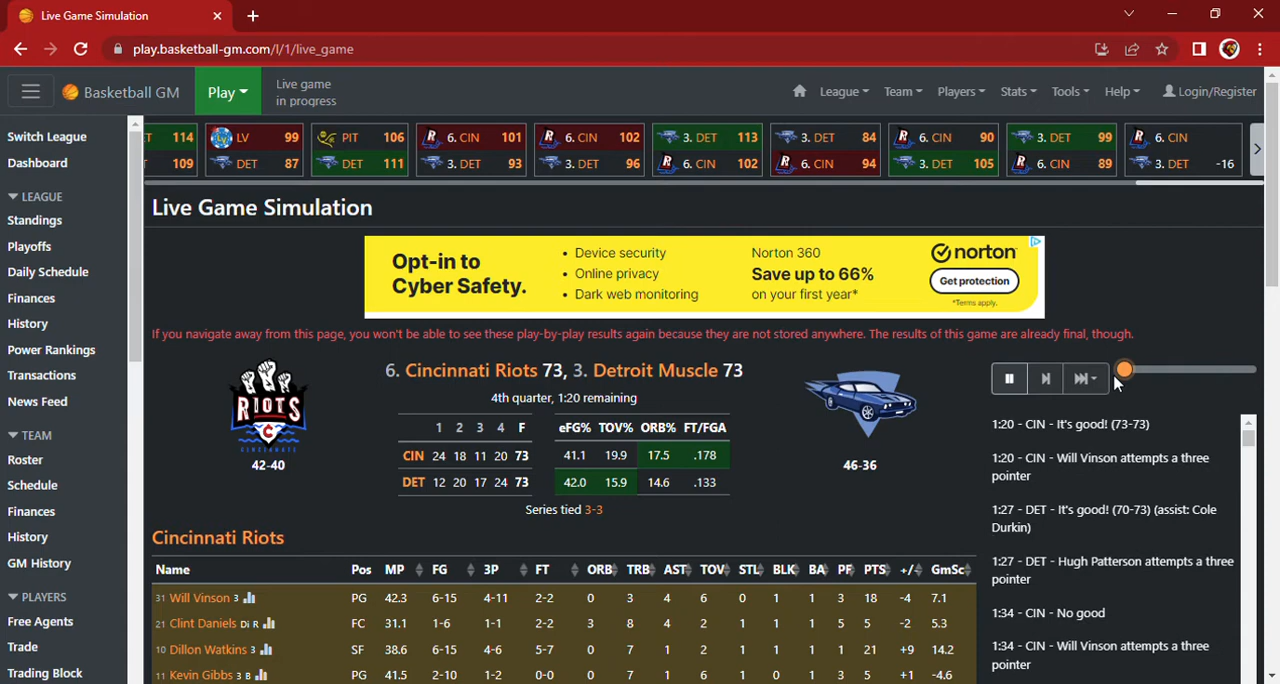 Live Game Simulation
play.basketball-gm.com/l/1/live_game
Basketball GM
Play
Live game
in progress
League
Team
Players
Stats
Tools
Help
Login/Register
ET 114 LV 99 PIT 106 6. CIN 101 6. CIN 102 3. DET 113 3. DET 84 6. CIN 90 3. DET 99 6. CIN
109 DET 87 DET 111 3. DET 93 3. DET 96 6. CIN 102 6. CIN 94 3. DET 105 6. CIN 89 3. DET -16
Switch League
Dashboard
LEAGUE
Standings
Playoffs
Daily Schedule
Finances
History
Power Rankings
Transactions
News Feed
TEAM
Roster
Schedule
Finances
History
GM History
PLAYERS
Free Agents
Trade
Trading Block
Live Game Simulation
Opt-in to
Cyber Safety.
• Device security
• Online privacy
• Dark web monitoring
Norton 360
Save up to 66%
on your first year*
norton
Get protection
*Terms apply.
If you navigate away from this page, you won't be able to see these play-by-play results again because they are not stored anywhere. The results of this game are already final, though.
RIOTS
CINCINNATI
42-40
6. Cincinnati Riots 73, 3. Detroit Muscle 73
4th quarter, 1:20 remaining
1 2 3 4 F
CIN 24 18 11 20 73
DET 12 20 17 24 73
eFG% TOV% ORB% FT/FGA
41.1 19.9 17.5 .178
42.0 15.9 14.6 .133
Series tied 3-3
46-36
1:20 - CIN - It's good! (73-73)
1:20 - CIN - Will Vinson attempts a three
pointer
1:27 - DET - It's good! (70-73) (assist: Cole
Durkin)
1:27 - DET - Hugh Patterson attempts a three
pointer
1:34 - CIN - No good
1:34 - CIN - Will Vinson attempts a three
pointer
Cincinnati Riots
Name Pos MP FG 3P FT ORB TRB AST TOV STL BLK BA PF PTS +/- GmSc
31 Will Vinson 3 PG 42.3 6-15 4-11 2-2 0 3 4 6 0 1 1 3 18 -4 7.1
21 Clint Daniels Di R FC 31.1 1-6 1-1 2-2 3 8 4 2 1 1 1 5 5 -2 5.3
10 Dillon Watkins 3 SF 38.6 6-15 4-6 5-7 0 7 1 2 1 1 1 1 21 +9 14.2
11 Kevin Gibbs 3 B PG 41.5 2-10 1-2 0-0 0 7 1 6 1 0 1 3 5 +1 -4.6